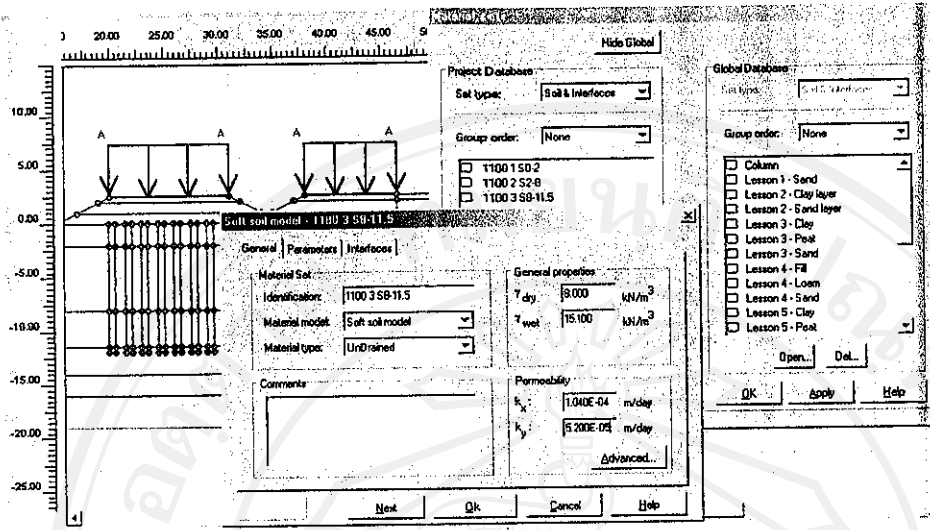 Material Sets
0 20.00 25.00 30.00 35.00 40.00 45.00 5
Hide Global
Project Database
Set type: Soil & Interfaces
Group order: None
1100 1 S0-2
1100 2 S2-8
1100 3 S8-11.5
Global Database
Set type: Soil & Interfaces
Group order: None
Column
Lesson 1 - Sand
Lesson 2 - Clay layer
Lesson 2 - Sand layer
Lesson 3 - Clay
Lesson 3 - Peat
Lesson 3 - Sand
Lesson 4 - Fill
Lesson 4 - Loam
Lesson 4 - Sand
Lesson 5 - Clay
Lesson 5 - Peat
Open... Del...
OK Apply Help
10.00
5.00
0.00
-5.00
-10.00
-15.00
-20.00
-25.00
A A A A
Soft soil model - 1100 3 S8-11.5
General Parameters Interfaces
Material Set
Identification: 1100 3 S8-11.5
Material model: Soft soil model
Material type: UnDrained
General properties
γ dry 8.000 kN/m3
γ wet 15.100 kN/m3
Comments
Permeability
kx: 1.040E-04 m/day
ky: 5.200E-05 m/day
Advanced...
Next Ok Cancel Help